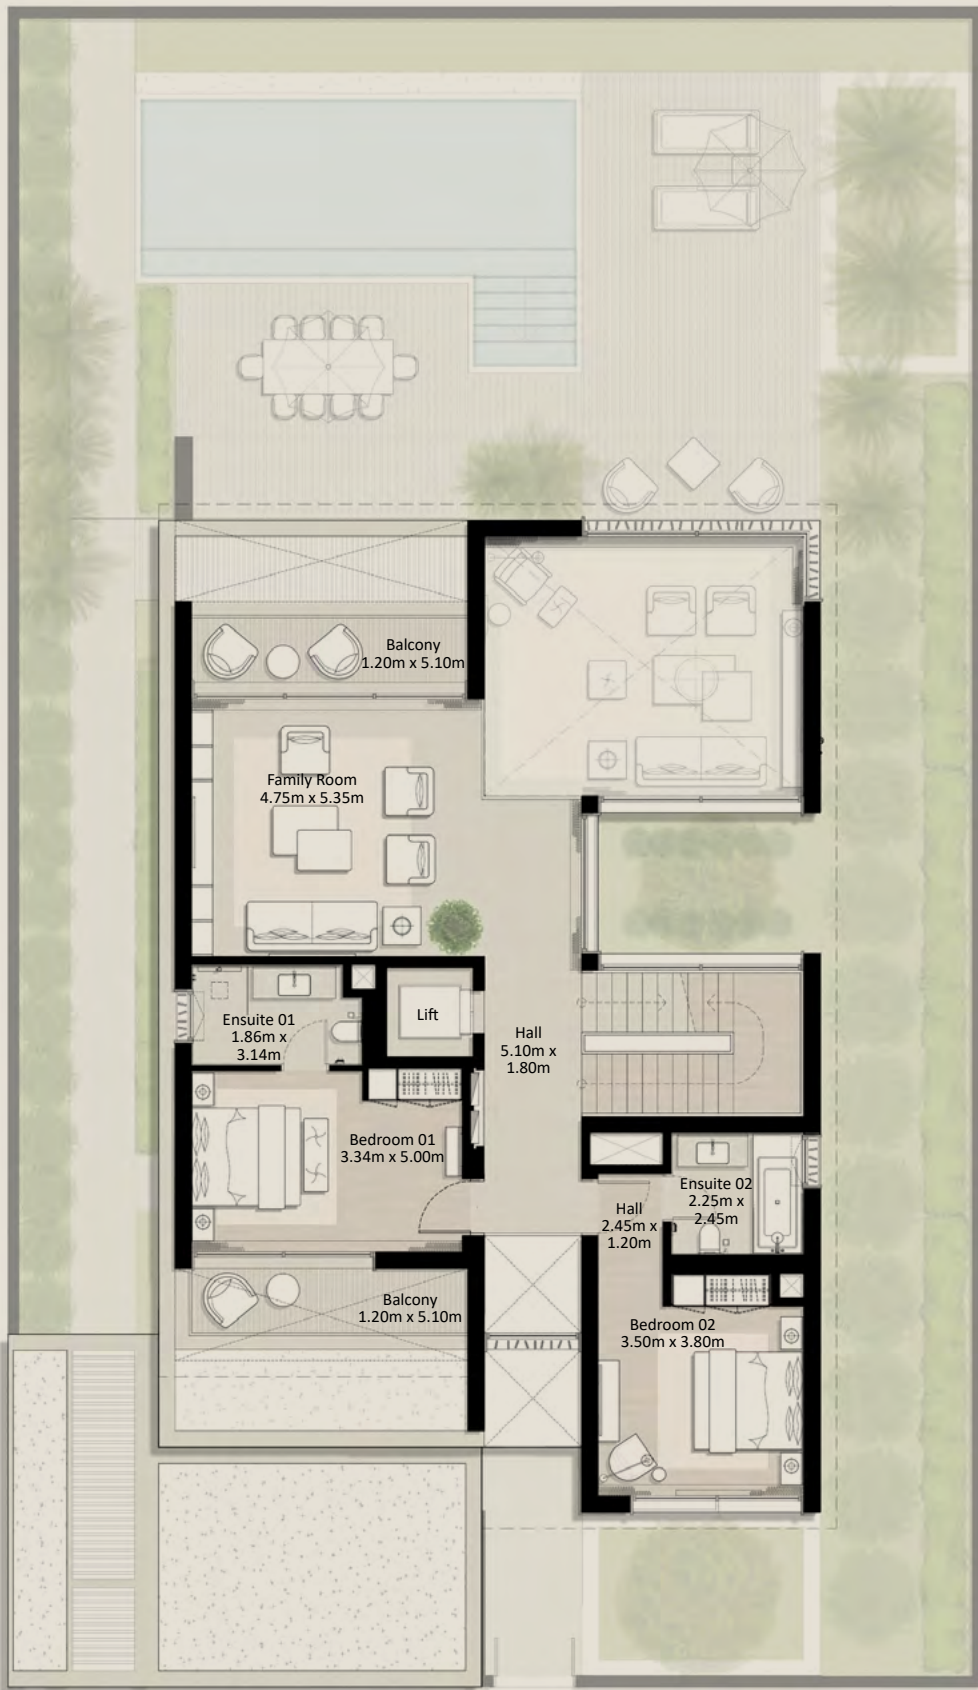 Balcony
1.20m x 5.10m
Family Room
4.75m x 5.35m
Ensuite 01
1.86m x
3.14m
Lift
Hall
5.10m x
1.80m
Bedroom 01
3.34m x 5.00m
Ensuite 02
2.25m x
2.45m
Hall
2.45m x
1.20m
Balcony
1.20m x 5.10m
Bedroom 02
3.50m x 3.80m